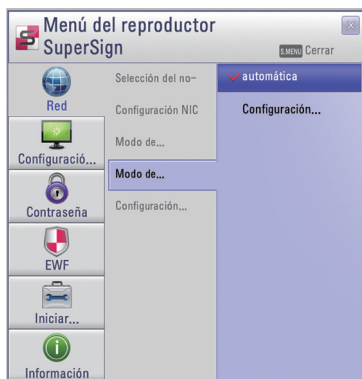 Menú del reproductor
SuperSign
S.MENU Cerrar
Red
Configuració...
Contraseña
EWF
Iniciar...
Información
Selección del no-
Configuración NIC
Modo de...
Modo de...
Configuración...
automática
Configuración...